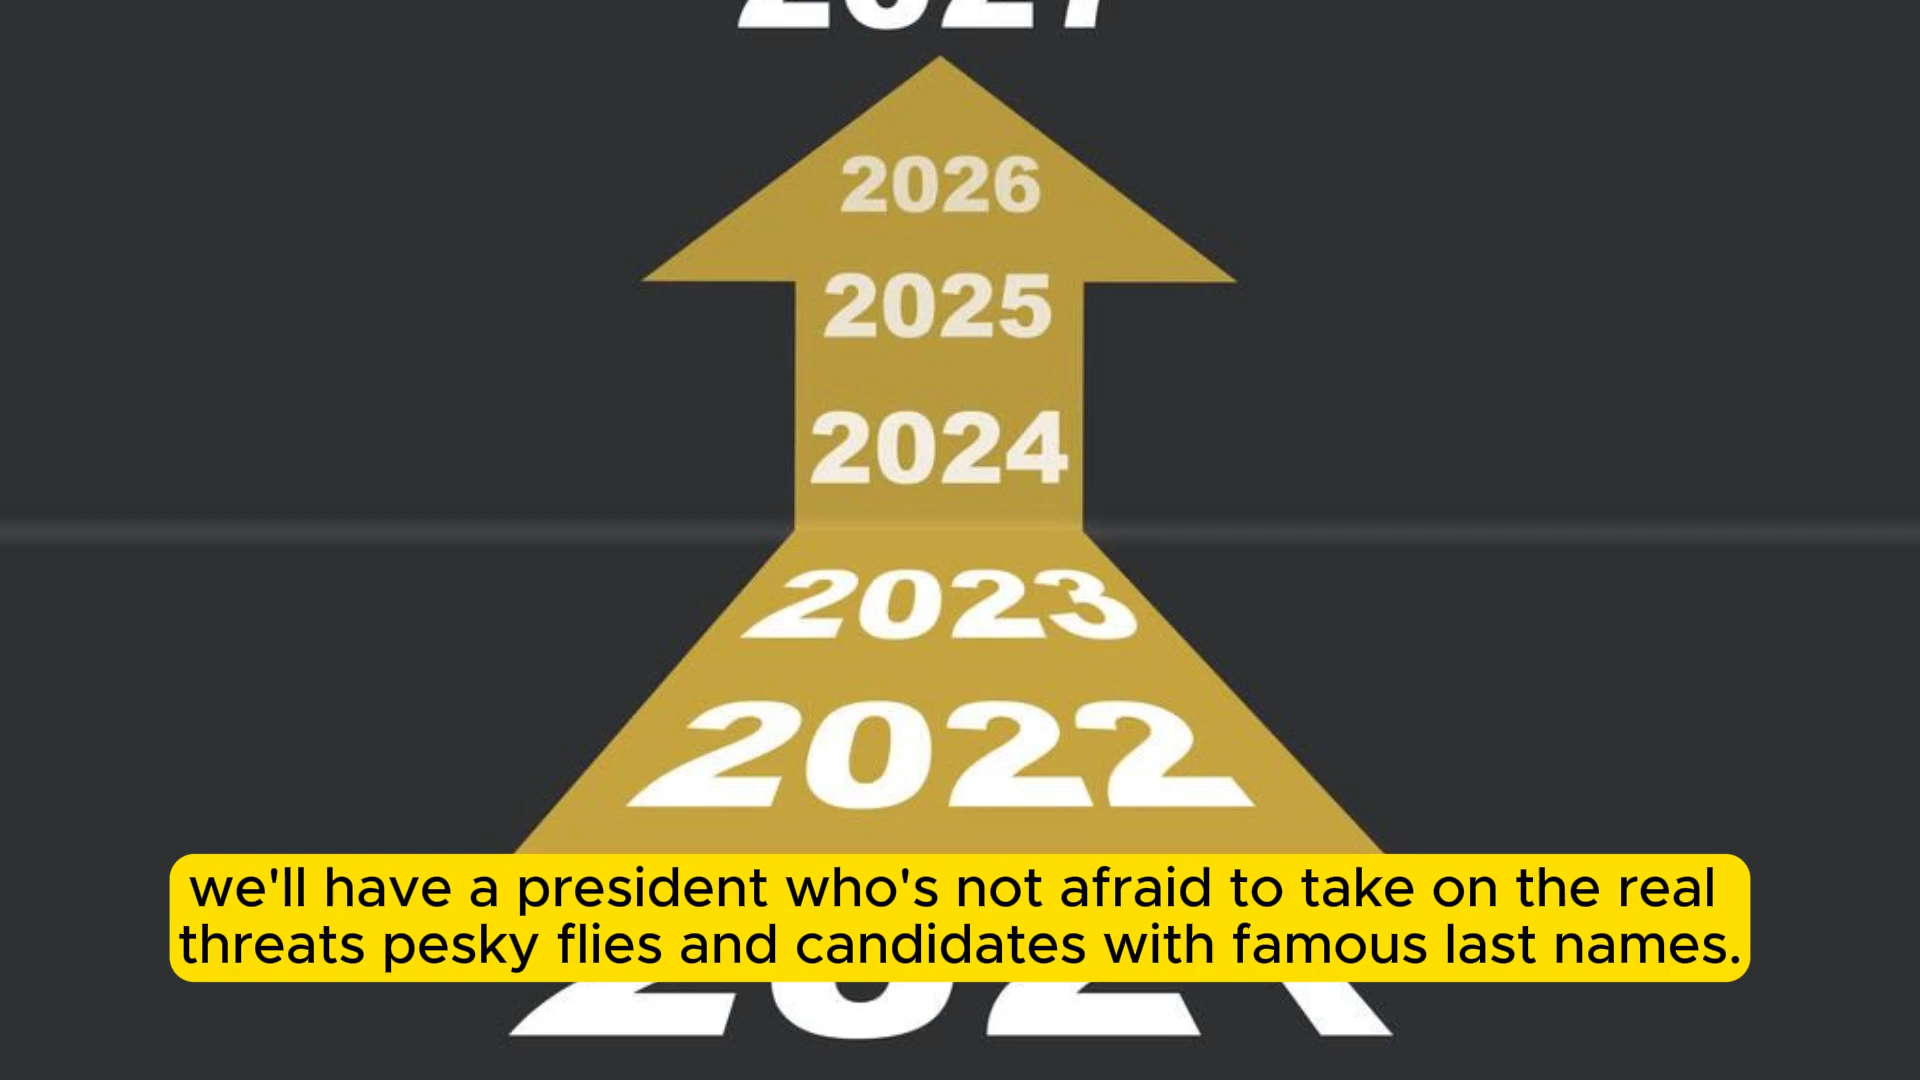 2026
2025
2024
2023
2022
we'll have a president who's not afraid to take on the real
threats pesky flies and candidates with famous last names.